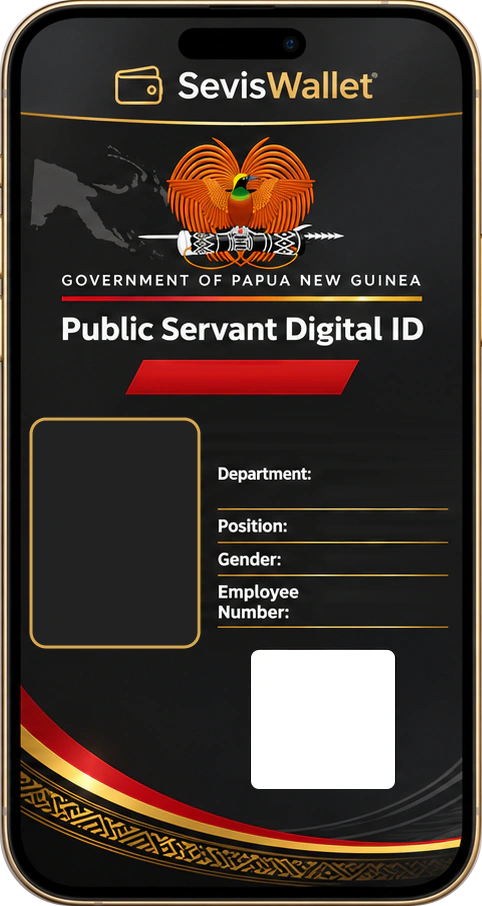 SevisWallet®
GOVERNMENT OF PAPUA NEW GUINEA
Public Servant Digital ID
Department:
Position:
Gender:
Employee
Number: